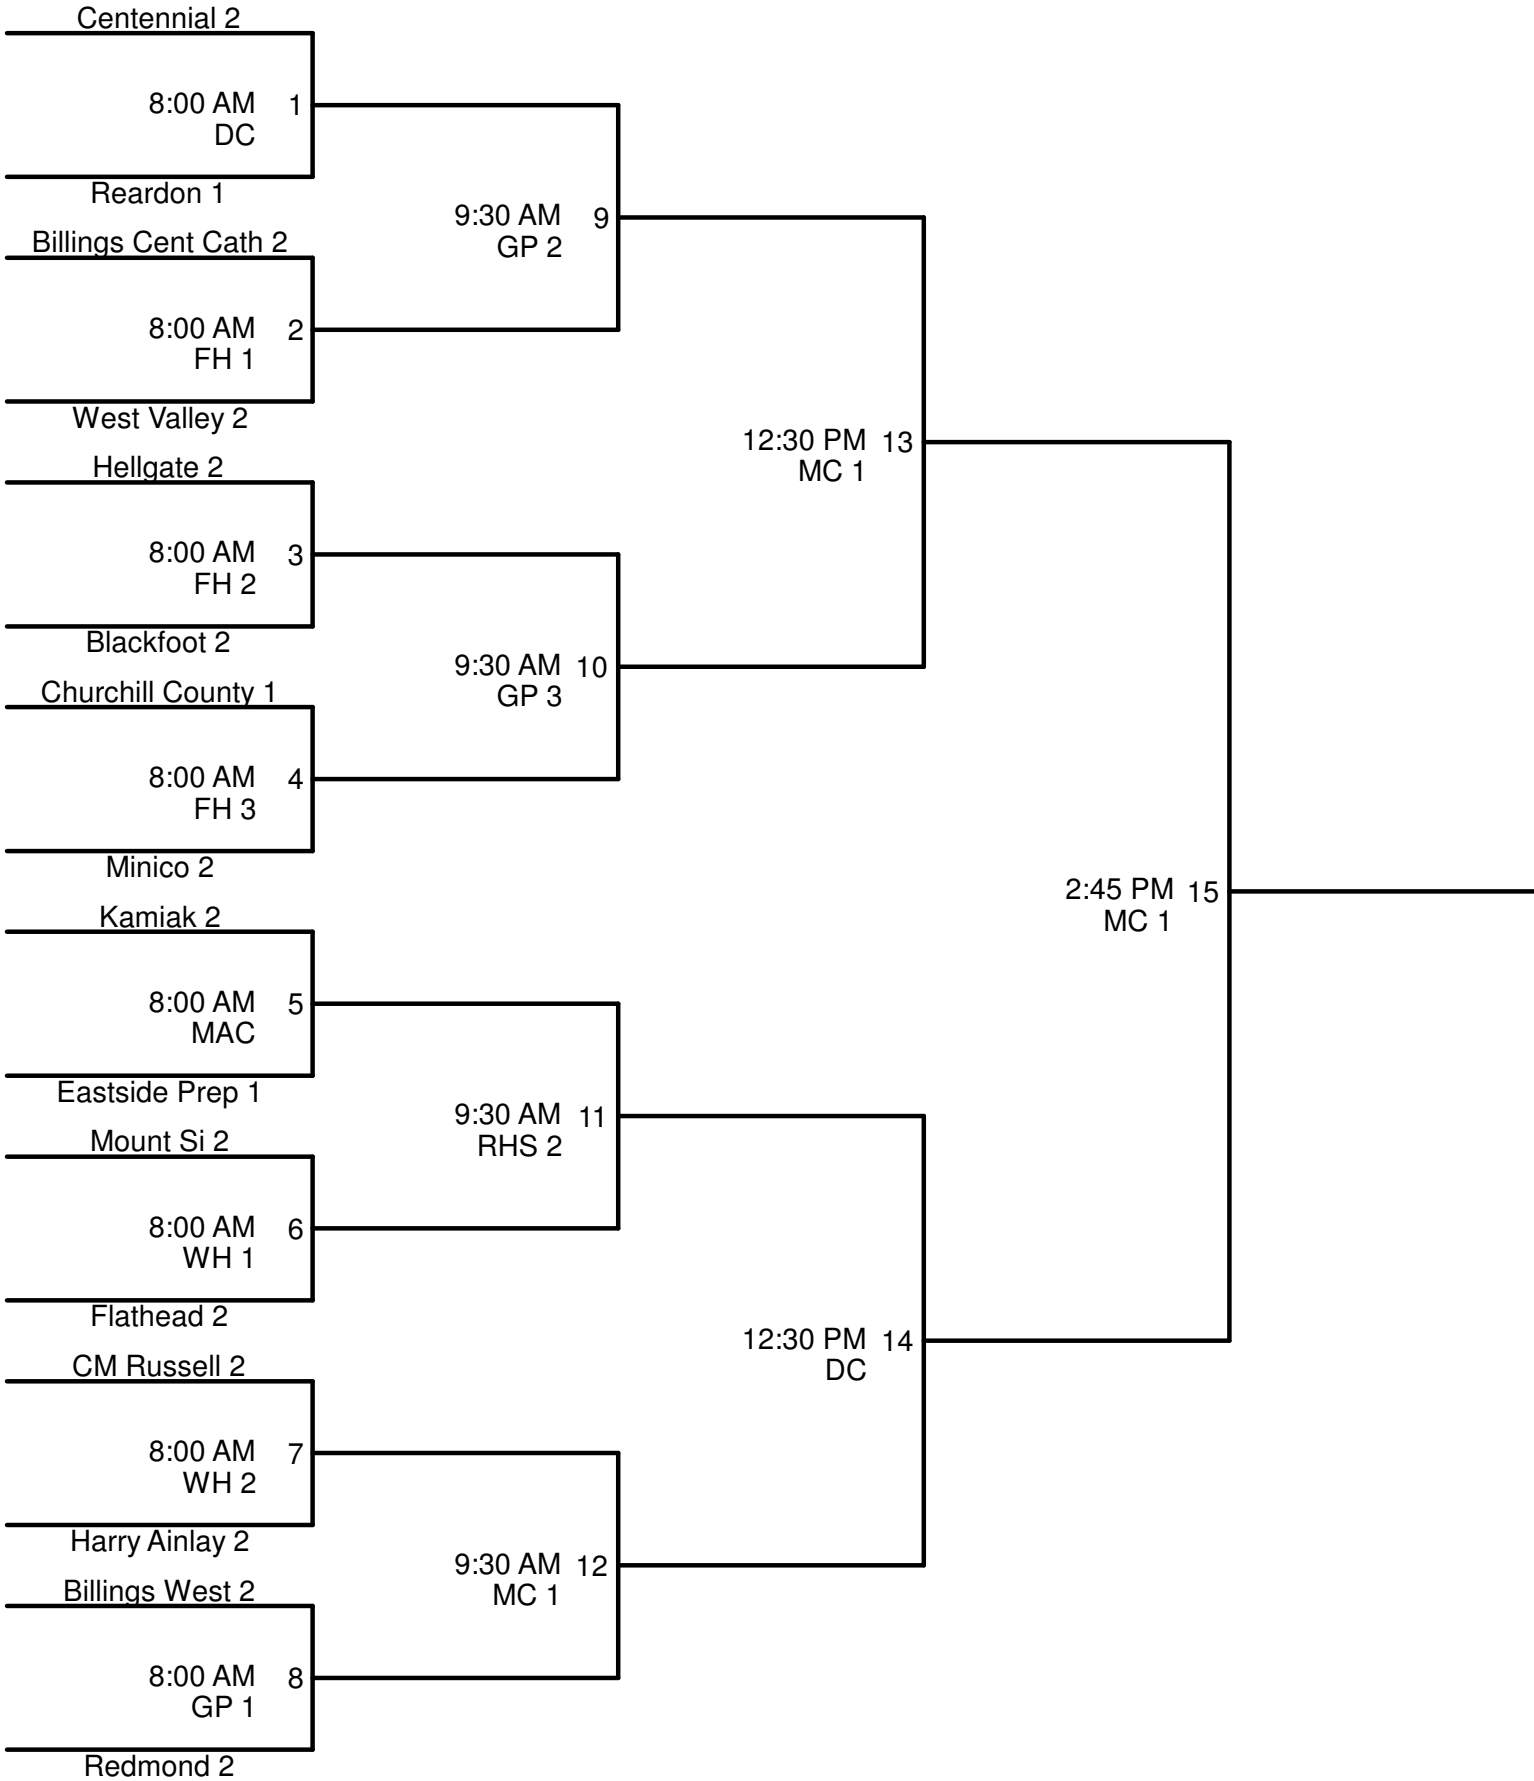 Centennial 2
8:00 AM 1
DC
Reardon 1
9:30 AM 9
GP 2
Billings Cent Cath 2
8:00 AM 2
FH 1
West Valley 2
12:30 PM 13
MC 1
Hellgate 2
8:00 AM 3
FH 2
Blackfoot 2
9:30 AM 10
GP 3
Churchill County 1
8:00 AM 4
FH 3
Minico 2
2:45 PM 15
MC 1
Kamiak 2
8:00 AM 5
MAC
Eastside Prep 1
9:30 AM 11
RHS 2
Mount Si 2
8:00 AM 6
WH 1
Flathead 2
12:30 PM 14
DC
CM Russell 2
8:00 AM 7
WH 2
Harry Ainlay 2
9:30 AM 12
MC 1
Billings West 2
8:00 AM 8
GP 1
Redmond 2